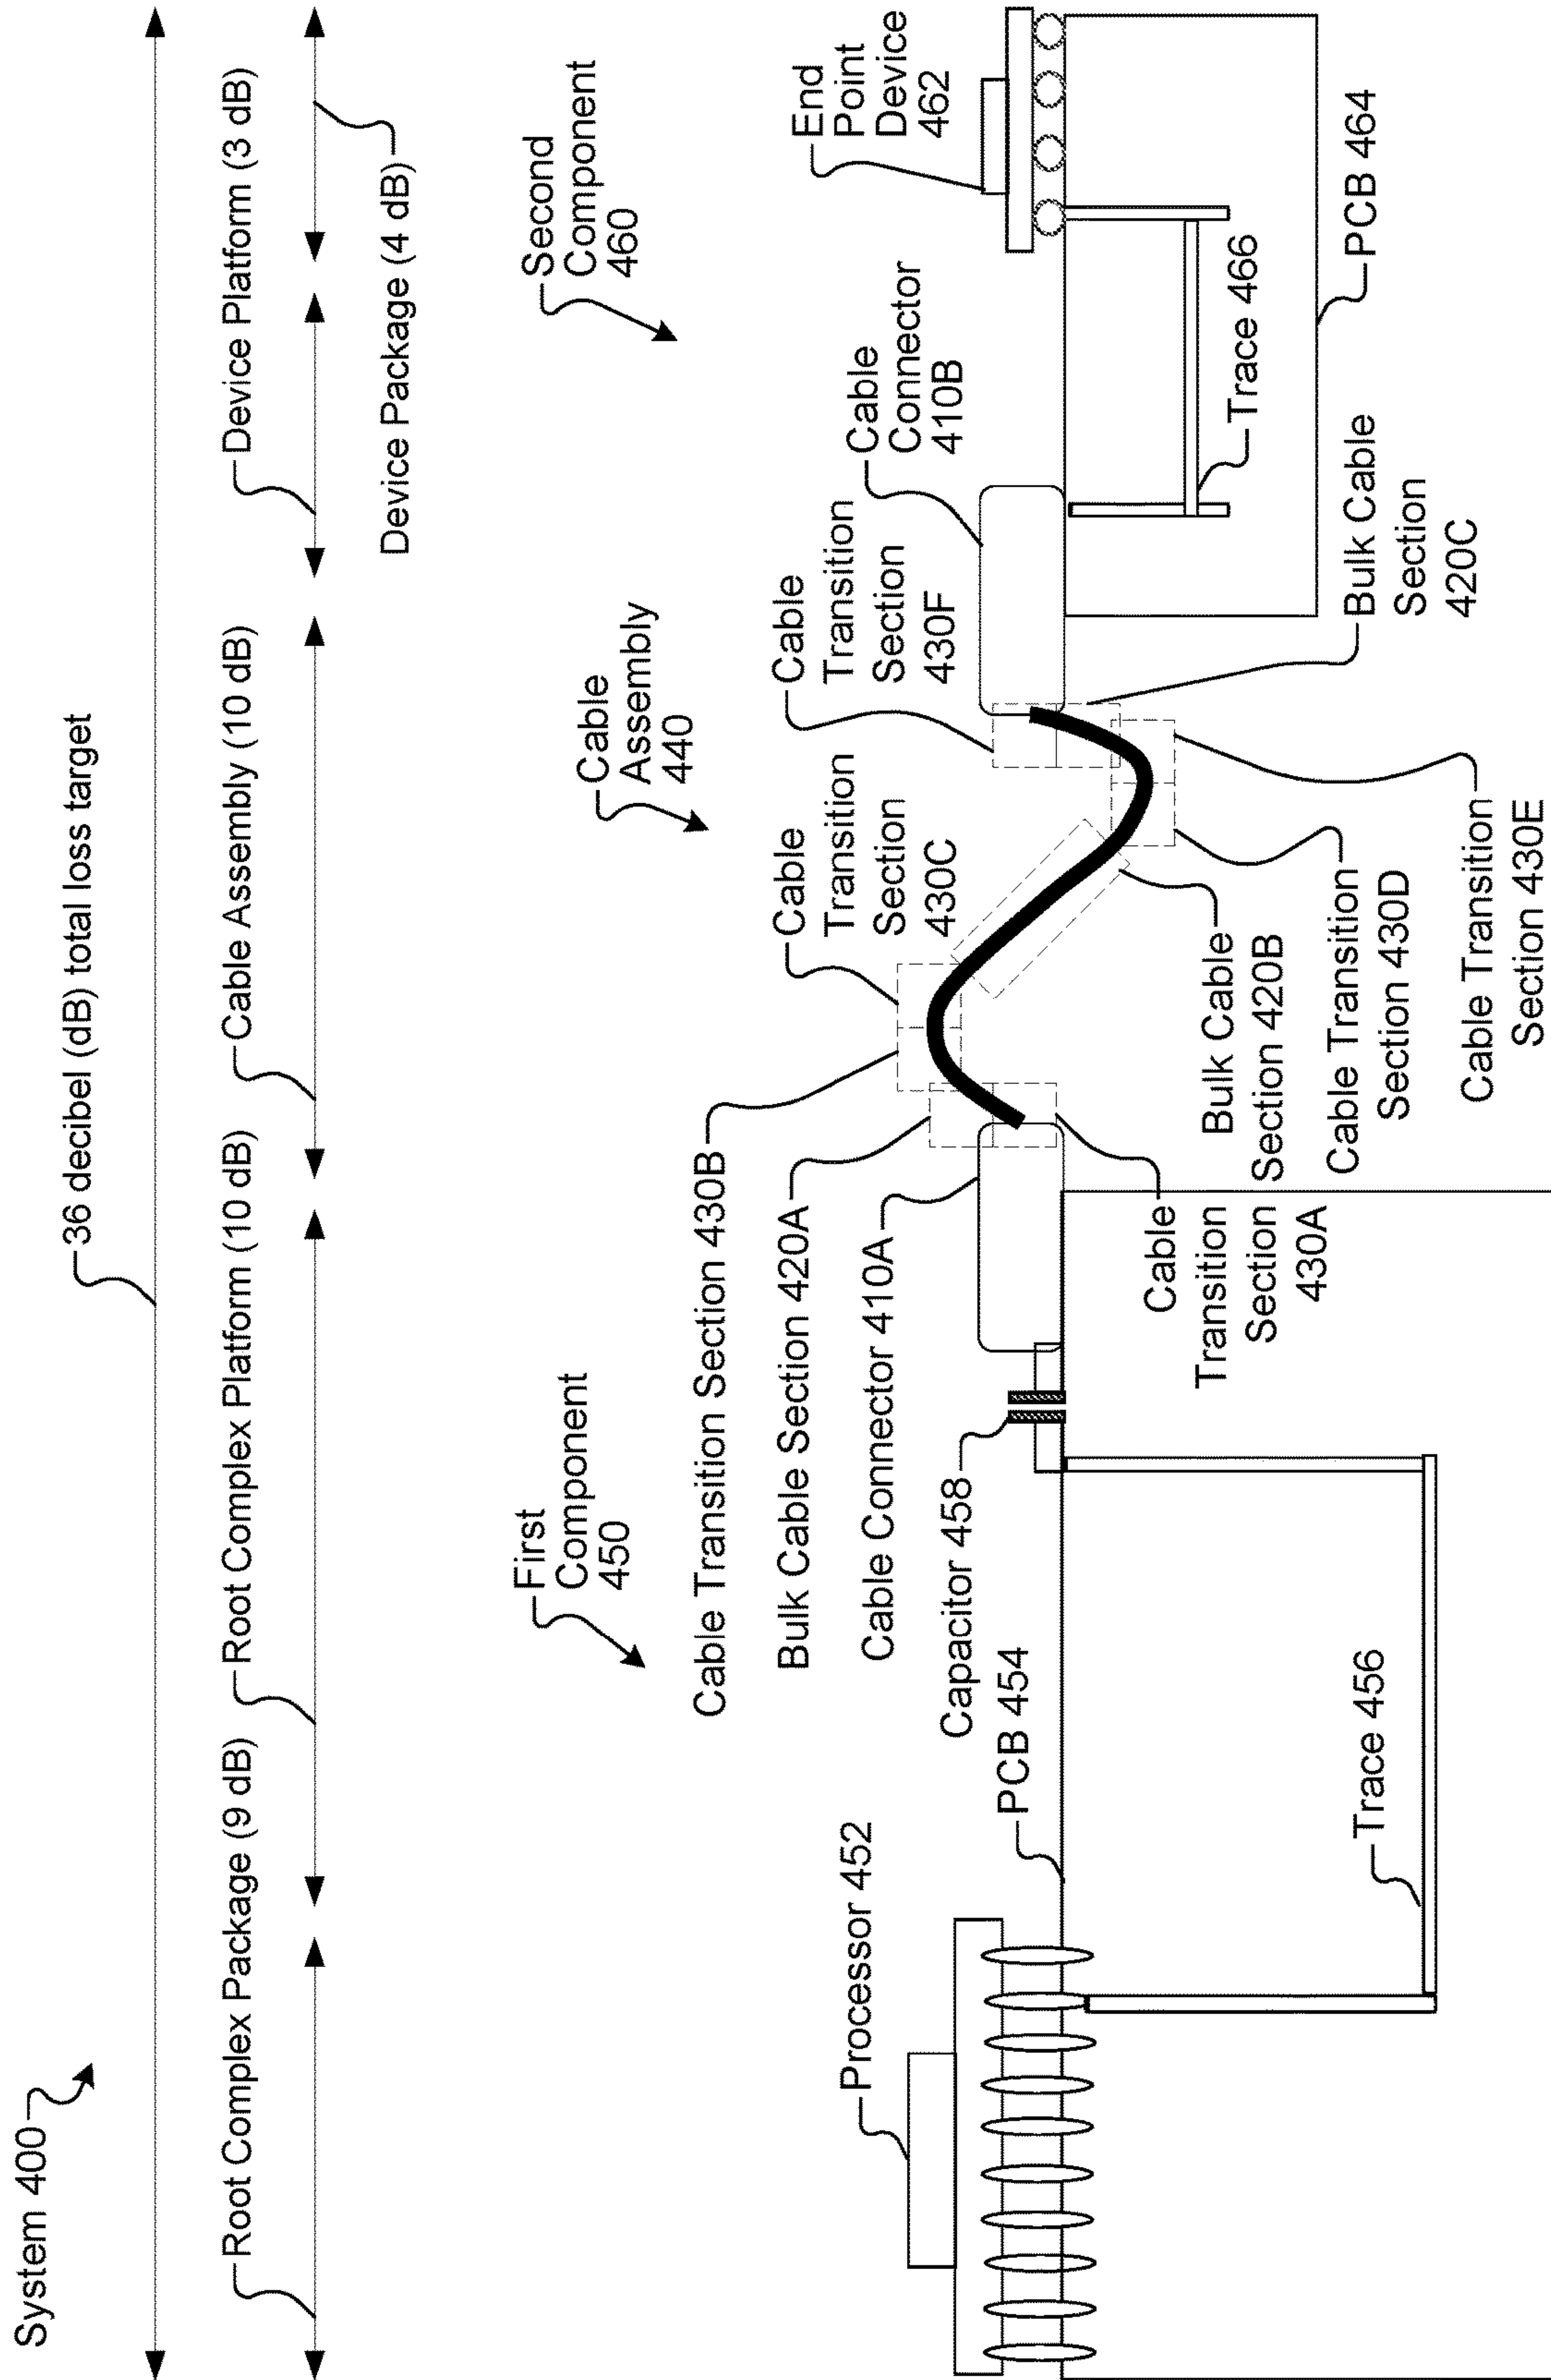 System 400
36 decibel (dB) total loss target
Root Complex Package (9 dB)
Root Complex Platform (10 dB)
Cable Assembly (10 dB)
Device Platform (3 dB)
Device Package (4 dB)
First
Component
450
Cable
Assembly
440
Second
Component
460
Cable Transition Section 430B
Bulk Cable Section 420A
Cable Connector 410A
Capacitor 458
PCB 454
Processor 452
Trace 456
Cable
Transition
Section
430C
Cable
Transition
Section
430F
Cable
Connector
410B
End
Point
Device
462
Cable
Transition
Section
430A
Bulk Cable
Section 420B
Cable Transition
Section 430D
Cable Transition
Section 430E
Bulk Cable
Section
420C
Trace 466
PCB 464